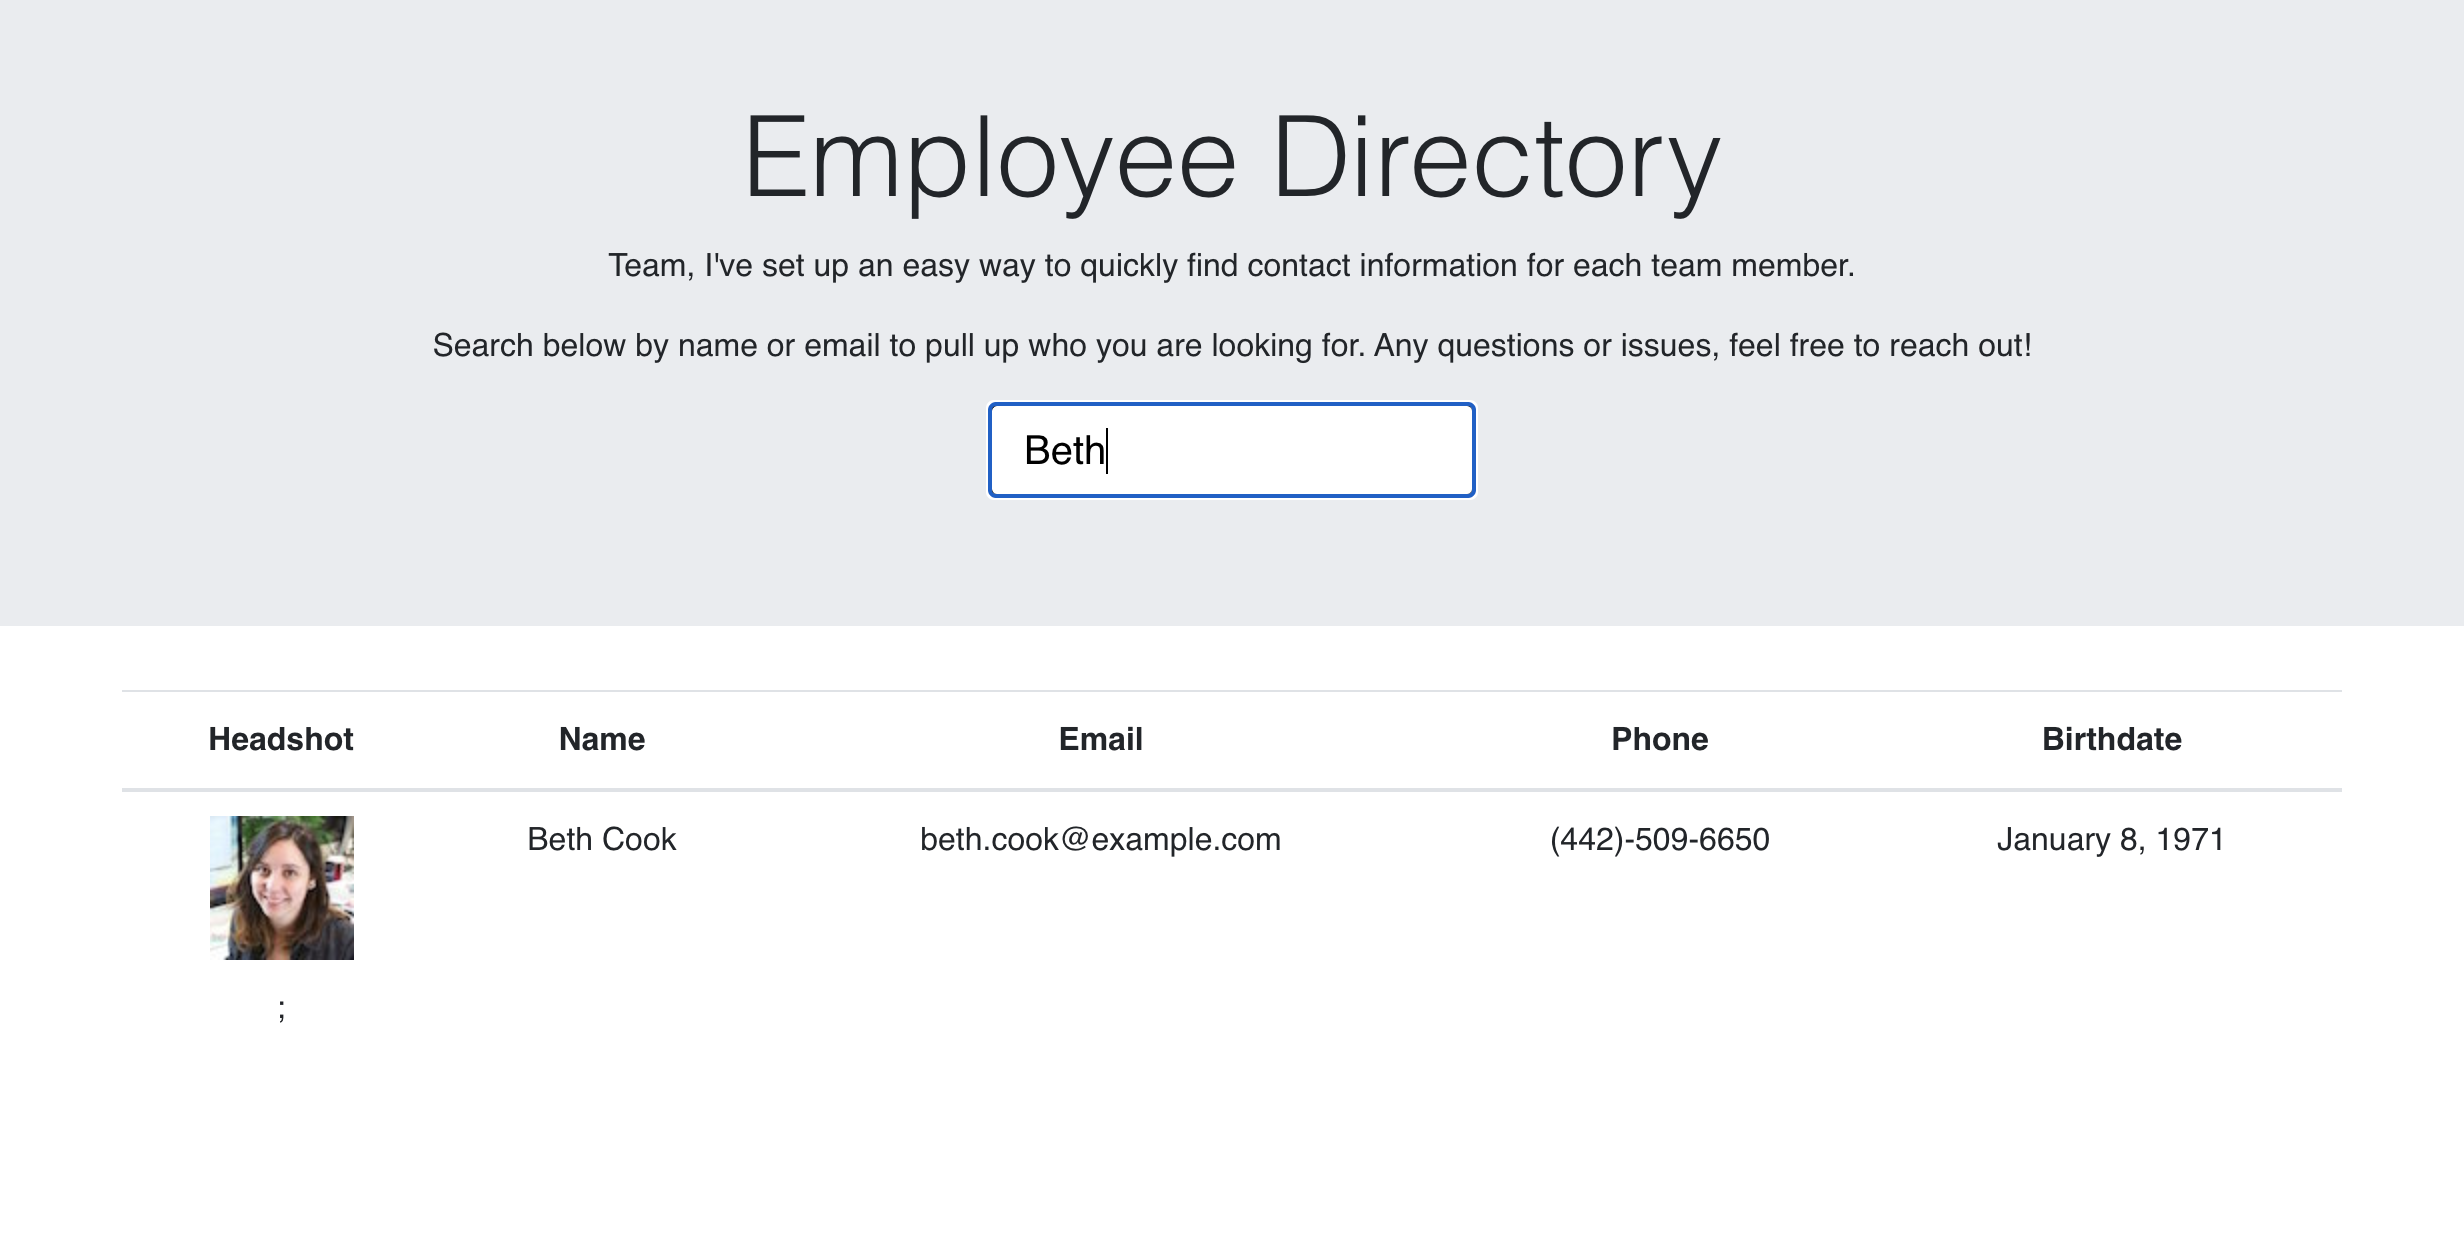 Employee Directory
Team, I've set up an easy way to quickly find contact information for each team member.
Search below by name or email to pull up who you are looking for. Any questions or issues, feel free to reach out!
Beth
Headshot Name Email Phone Birthdate
Beth Cook beth.cook@example.com (442)-509-6650 January 8, 1971
;